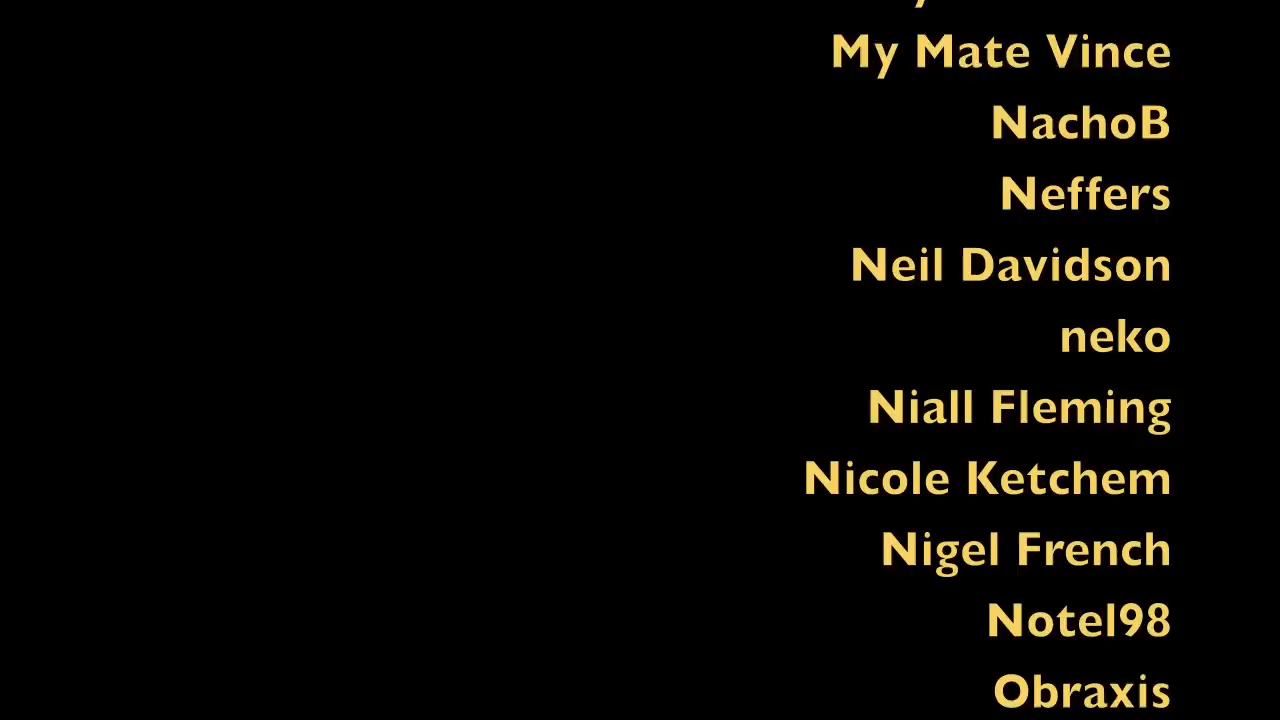 My Mate Vince
NachoB
Neffers
Neil Davidson
neko
Niall Fleming
Nicole Ketchem
Nigel French
Notel98
Obraxis